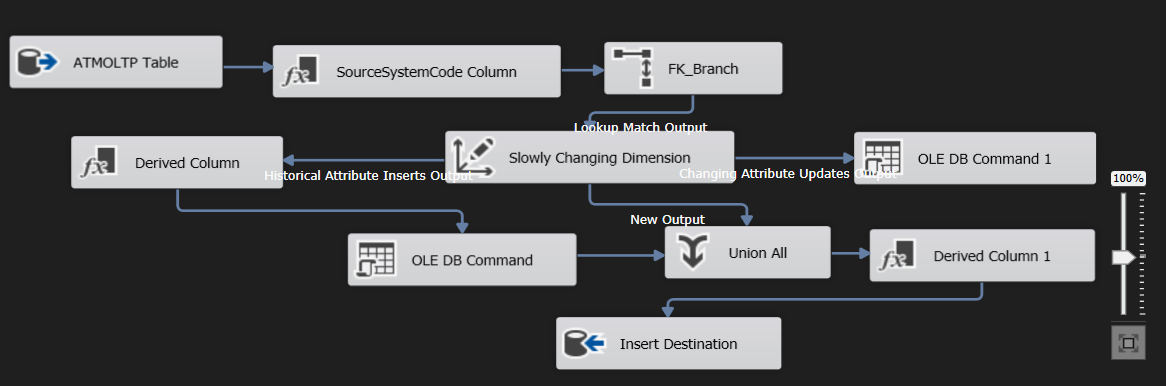 ATMOLTP Table
SourceSystemCode Column
FK_Branch
Lookup Match Output
Derived Column
Slowly Changing Dimension
OLE DB Command 1
Historical Attribute Inserts Output
Changing Attribute Updates Output
100%
New Output
OLE DB Command
Union All
Derived Column 1
Insert Destination